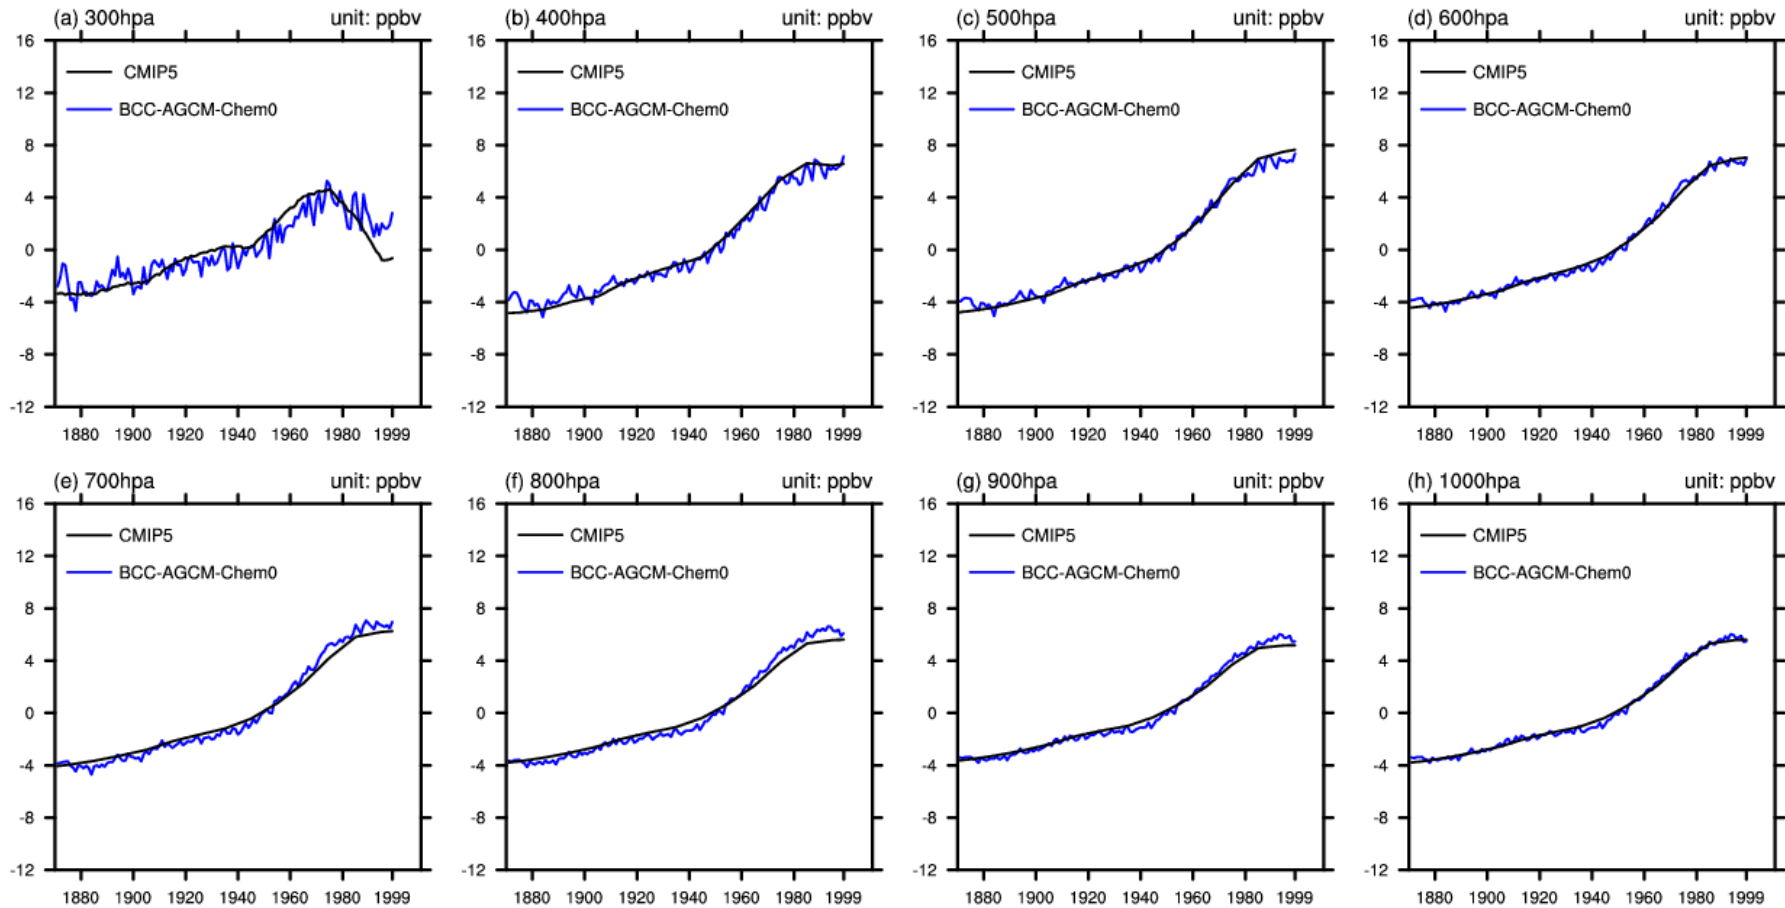 (a) 300hpa unit: ppbv
16
12
8
4
0
-4
-8
-12
CMIP5
BCC-AGCM-Chem0
1880 1900 1920 1940 1960 1980 1999
(b) 400hpa unit: ppbv
16
12
8
4
0
-4
-8
-12
CMIP5
BCC-AGCM-Chem0
1880 1900 1920 1940 1960 1980 1999
(c) 500hpa unit: ppbv
16
12
8
4
0
-4
-8
-12
CMIP5
BCC-AGCM-Chem0
1880 1900 1920 1940 1960 1980 1999
(d) 600hpa unit: ppbv
16
12
8
4
0
-4
-8
-12
CMIP5
BCC-AGCM-Chem0
1880 1900 1920 1940 1960 1980 1999
(e) 700hpa unit: ppbv
16
12
8
4
0
-4
-8
-12
CMIP5
BCC-AGCM-Chem0
1880 1900 1920 1940 1960 1980 1999
(f) 800hpa unit: ppbv
16
12
8
4
0
-4
-8
-12
CMIP5
BCC-AGCM-Chem0
1880 1900 1920 1940 1960 1980 1999
(g) 900hpa unit: ppbv
16
12
8
4
0
-4
-8
-12
CMIP5
BCC-AGCM-Chem0
1880 1900 1920 1940 1960 1980 1999
(h) 1000hpa unit: ppbv
16
12
8
4
0
-4
-8
-12
CMIP5
BCC-AGCM-Chem0
1880 1900 1920 1940 1960 1980 1999